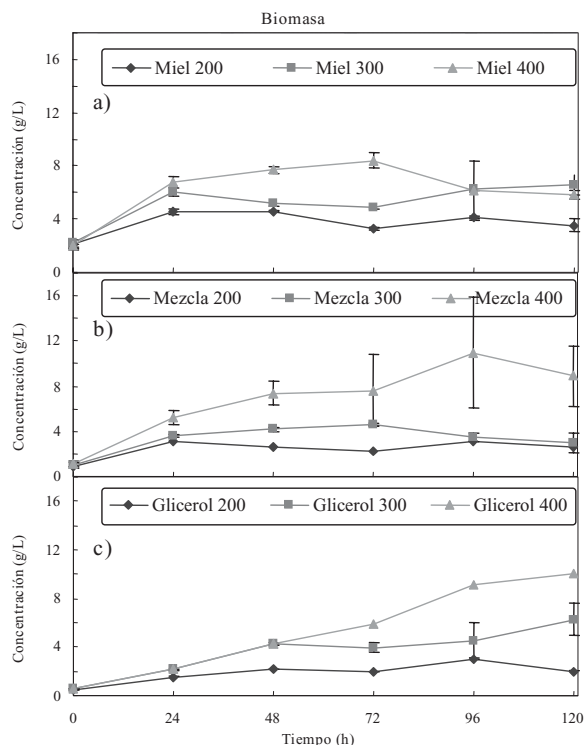 Biomasa
Miel 200 Miel 300 Miel 400
a)
Concentración (g/L)
16
12
8
4
0
Mezcla 200 Mezcla 300 Mezcla 400
b)
Concentración (g/L)
16
12
8
4
0
Glicerol 200 Glicerol 300 Glicerol 400
c)
Concentración (g/L)
16
12
8
4
0
0 24 48 72 96 120
Tiempo (h)